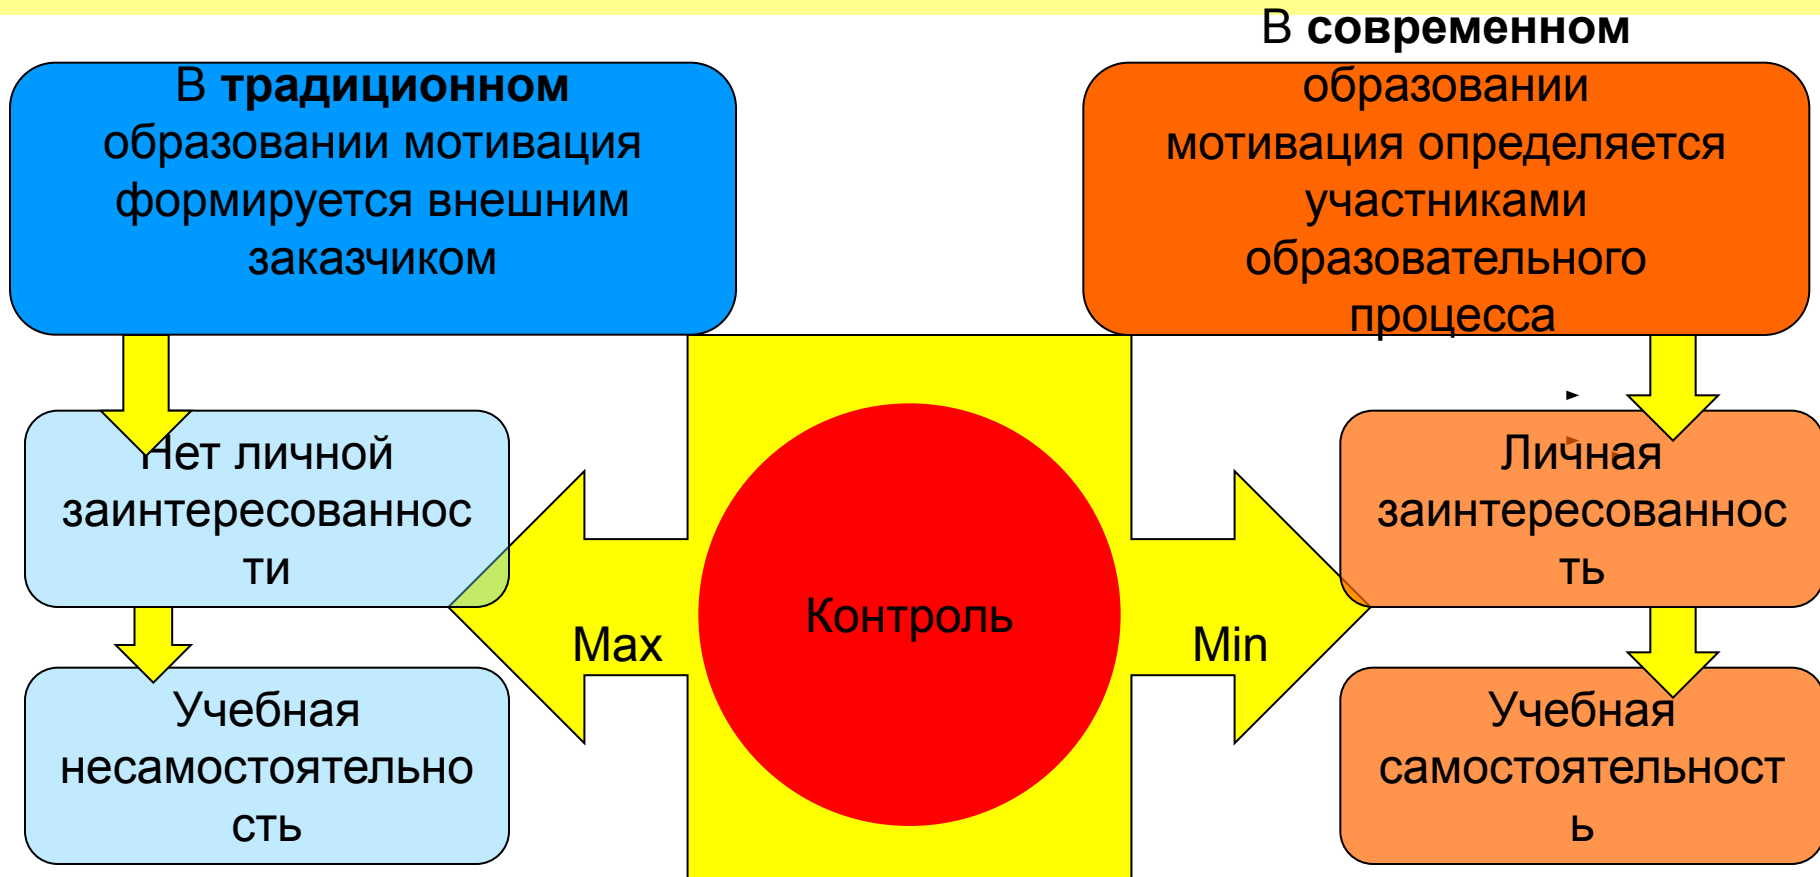 В традиционном
образовании мотивация
формируется внешним
заказчиком
В современном
образовании
мотивация определяется
участниками
образовательного
процесса
Нет личной
заинтересованнос
ти
Учебная
несамостоятельно
сть
Max
Контроль
Min
Личная
заинтересованнос
ть
Учебная
самостоятельност
ь